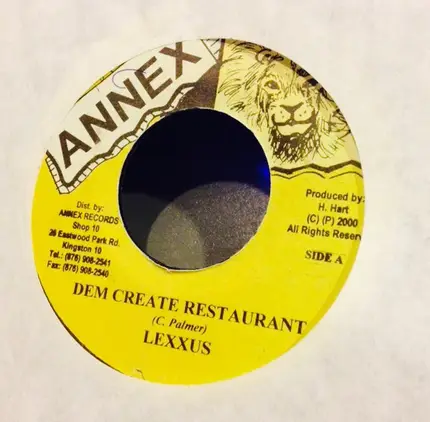 ANNEX
Dist. by:
ANNEX RECORDS
Shop 10
26 Eastwood Park Rd.
Kingston 10
Tel.: (876) 908-2541
Fax: (876) 908-2540
Produced by:
H. Hart
(C) (P) 2000
All Rights Reserv
SIDE A
DEM CREATE RESTAURANT
(C. Palmer)
LEXXUS